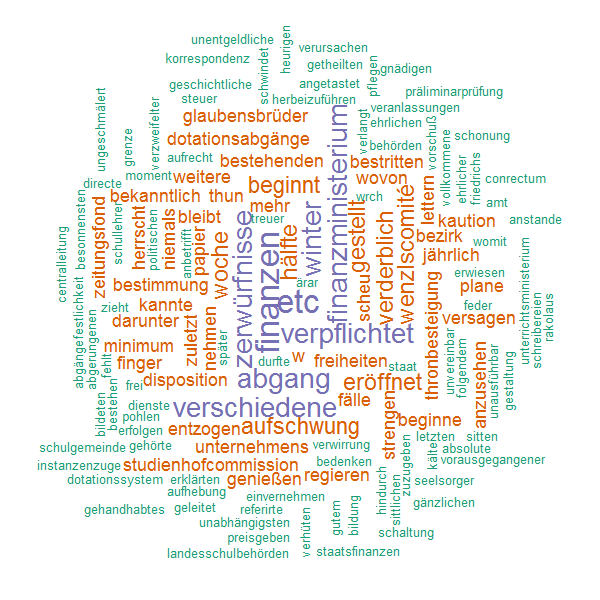 unentgeldliche
heurigen
verursachen
korrespondenz
schwindet
getheilten
pflegen
gnädigen
geschichtliche
angetastet
präliminarprüfung
ungeschmälert
steuer
herbeizuführen
veranlassungen
grenze
verzweifelter
glaubensbrüder
finanzministerium
verlangt
ehrlichen
vorschuß
schonung
dotationsabgänge
behörden
vollkommene
ehrlicher
friedrichs
aufrecht
bestehenden
bestritten
moment
weitere
beginnt
wovon
conrectum
directe
besonnensten
bekanntlich
thun
mehr
wrch
lettern
amt
centralleitung
zeitungsfond
schullehrer
herrscht
politischen
niemals
bleibt
treuer
winter
gestellt
wenzlscomité
kaution
anstande
anbetrifft
papier
woche
zerwürfnisse
finanzen
hälfte
scheu
verderblich
bezirk
womit
jährlich
unterrichtsministerium
festlichkeit
bestimmung
ärar
erwiesen
plane
schreibereien
rakolaus
zieht
kannte
etc
feder
abgänge
abgerungenen
darunter
zuletzt
nehmen
später
verpflichtet
thronbesteigung
versagen
fehlt
minimum
w
freiheiten
staat
unvereinbar
folgendem
unausführbar
gestaltung
finger
durfte
bestehen
frei
disposition
abgang
eröffnet
anzusehen
bildeten
dienste
pohlen
verschiedene
fälle
strengen
beginne
erfolgen
entzogen
aufschwung
letzten
sitten
schulgemeinde
gehörte
unternehmens
verwirrung
kälte
absolute
instanzenzuge
studienhofcommission
bedenken
zuzugeben
vorausgegangener
dotationssystem
erklärten
genießen
regieren
hindurch
sittlichen
seelsorger
aufhebung
einvernehmen
bildung
gänzlichen
gehandhabtes
geleitet
referirte
gutem
unabhängigsten
verhüten
schaltung
preisgeben
landesschulbehörden
staatsfinanzen